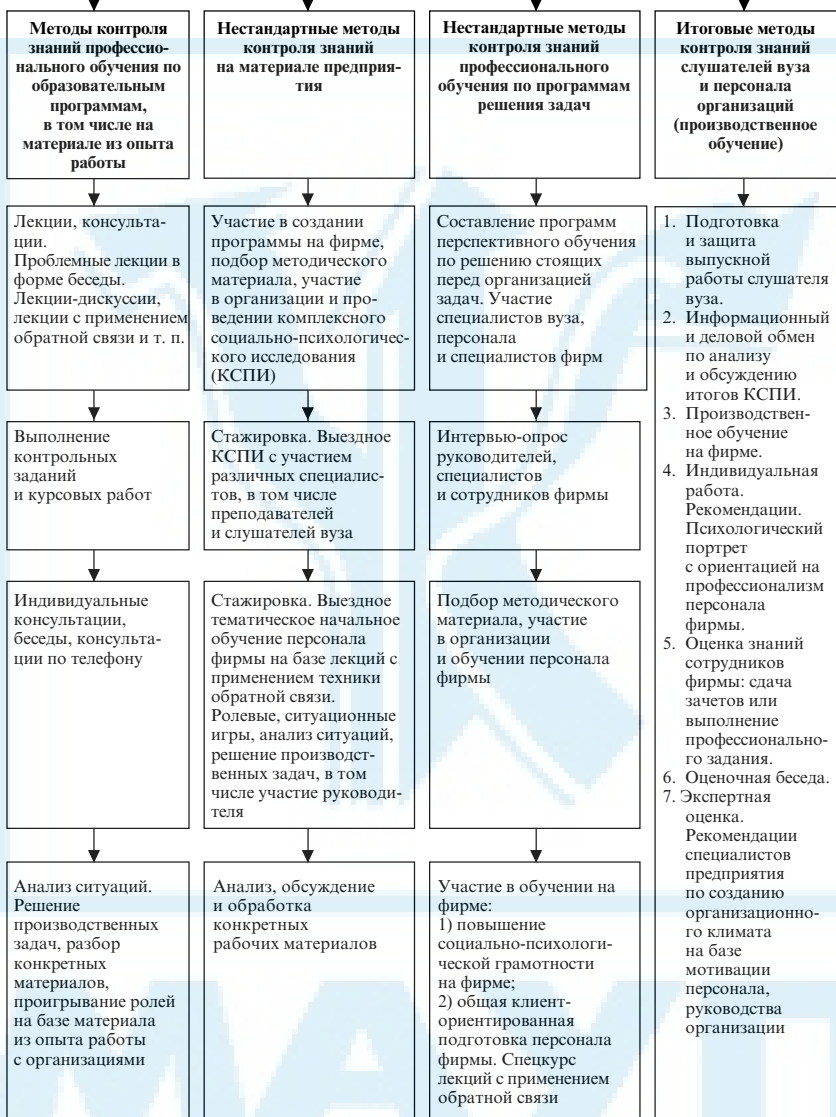 Методы контроля
знаний профессио-
нального обучения по
образовательным
программам,
в том числе на
материале из опыта
работы
Лекции, консульта-
ции.
Проблемные лекции в
форме беседы.
Лекции-дискуссии,
лекции с применением
обратной связи и т. п.
Выполнение
контрольных
заданий
и курсовых работ
Индивидуальные
консультации,
беседы, консульта-
ции по телефону
Анализ ситуаций.
Решение
производственных
задач, разбор
конкретных
материалов,
проигрывание ролей
на базе материала
из опыта работы
с организациями
Нестандартные методы
контроля знаний
на материале предприя-
тия
Участие в создании
программы на фирме,
подбор методического
материала, участие
в организации и про-
ведении комплексного
социально-психологичес-
кого исследования
(КСПИ)
Стажировка. Выездное
КСПИ с участием
различных специалис-
тов, в том числе
преподавателей
и слушателей вуза
Стажировка. Выездное
тематическое начальное
обучение персонала
фирмы на базе лекций с
применением техники
обратной связи.
Ролевые, ситуационные
игры, анализ ситуаций,
решение производст-
венных задач, в том
числе участие руководи-
теля
Анализ, обсуждение
и обработка
конкретных
рабочих материалов
Нестандартные методы
контроля знаний
профессионального
обучения по программам
решения задач
Составление программ
перспективного обучения
по решению стоящих
перед организацией
задач. Участие
специалистов вуза,
персонала
и специалистов фирм
Интервью-опрос
руководителей,
специалистов
и сотрудников фирмы
Подбор методического
материала, участие
в организации
и обучении персонала
фирмы
Участие в обучении на
фирме:
1) повышение
социально-психологи-
ческой грамотности
на фирме;
2) общая клиент-
ориентированная
подготовка персонала
фирмы. Спецкурс
лекций с применением
обратной связи
Итоговые методы
контроля знаний
слушателей вуза
и персонала
организаций
(производственное
обучение)
1. Подготовка
и защита
выпускной
работы слушателя
вуза.
2. Информационный
и деловой обмен
по анализу
и обсуждению
итогов КСПИ.
3. Производствен-
ное обучение
на фирме.
4. Индивидуальная
работа.
Рекомендации.
Психологический
портрет
с ориентацией на
профессионализм
персонала
фирмы.
5. Оценка знаний
сотрудников
фирмы: сдача
зачетов или
выполнение
профессионально-
го задания.
6. Оценочная беседа.
7. Экспертная
оценка.
Рекомендации
специалистов
предприятия
по созданию
организационно-
го климата
на базе
мотивации
персонала,
руководства
организации
МАУП